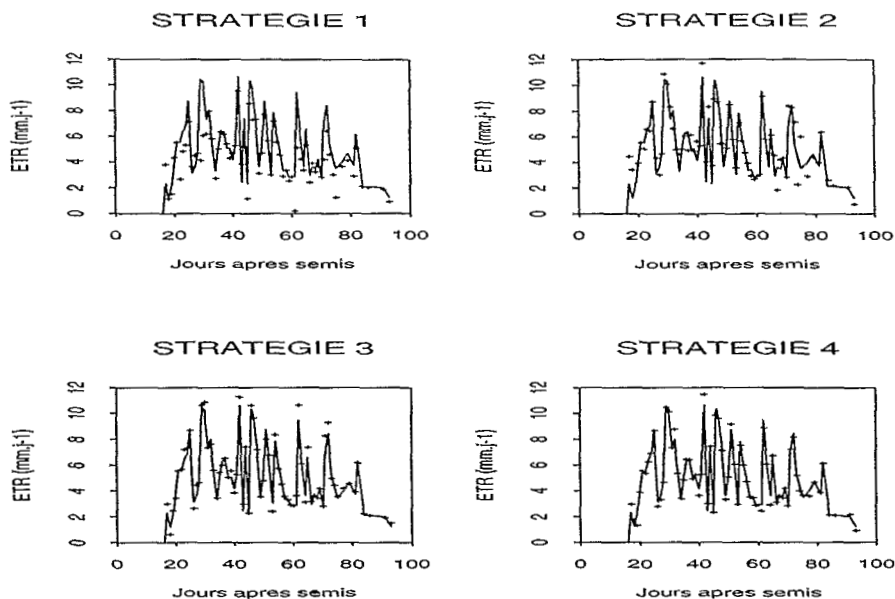 STRATEGIE 1
ETR (mm.j-1)
0 2 4 6 8 10 12
0 20 40 60 80 100
Jours apres semis
STRATEGIE 2
ETR (mm.j-1)
0 2 4 6 8 10 12
0 20 40 60 80 100
Jours apres semis
STRATEGIE 3
ETR (mm.j-1)
0 2 4 6 8 10 12
0 20 40 60 80 100
Jours apres semis
STRATEGIE 4
ETR (mm.j-1)
0 2 4 6 8 10 12
0 20 40 60 80 100
Jours apres semis